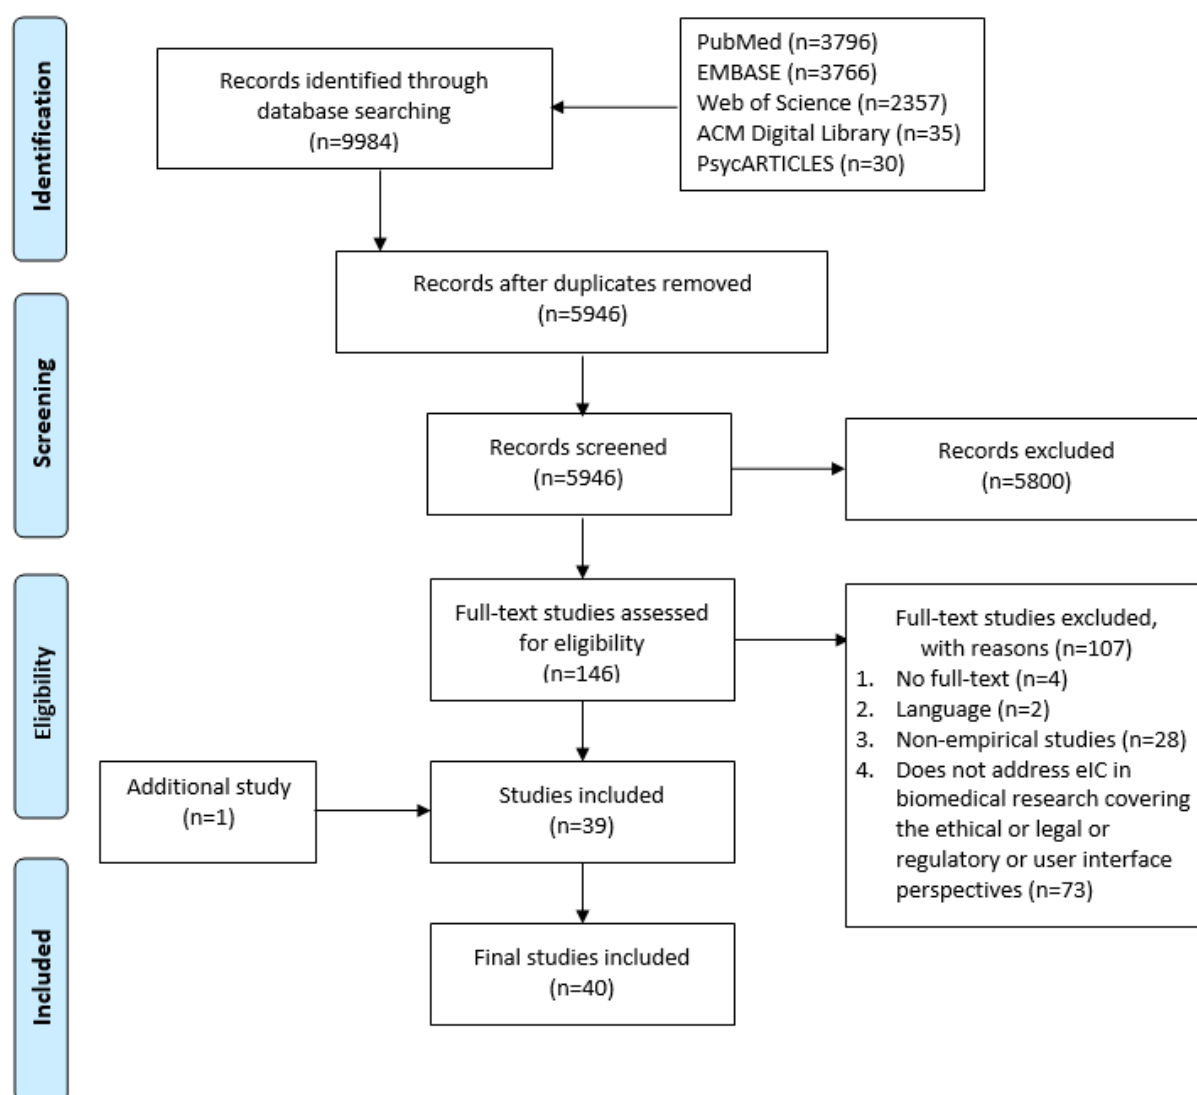 Identification
Records identified through
database searching
(n=9984)
PubMed (n=3796)
EMBASE (n=3766)
Web of Science (n=2357)
ACM Digital Library (n=35)
PsycARTICLES (n=30)
Records after duplicates removed
(n=5946)
Screening
Records screened
(n=5946)
Records excluded
(n=5800)
Eligibility
Full-text studies assessed
for eligibility
(n=146)
Full-text studies excluded,
with reasons (n=107)
1. No full-text (n=4)
2. Language (n=2)
3. Non-empirical studies (n=28)
4. Does not address eIC in
biomedical research covering
the ethical or legal or
regulatory or user interface
perspectives (n=73)
Additional study
(n=1)
Studies included
(n=39)
Included
Final studies included
(n=40)